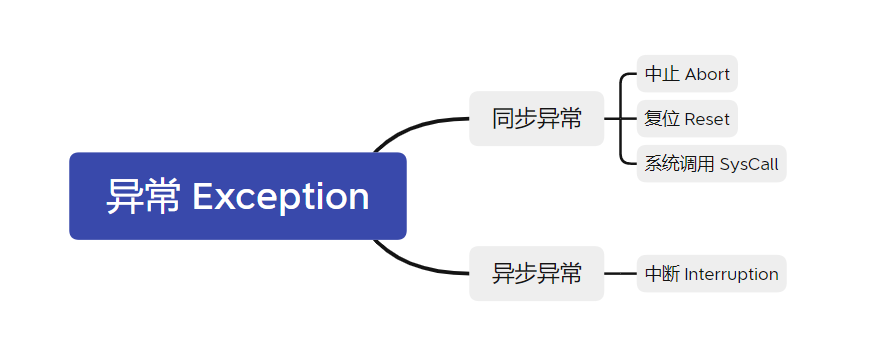 异常 Exception
同步异常
中止 Abort
复位 Reset
系统调用 SysCall
异步异常
中断 Interruption